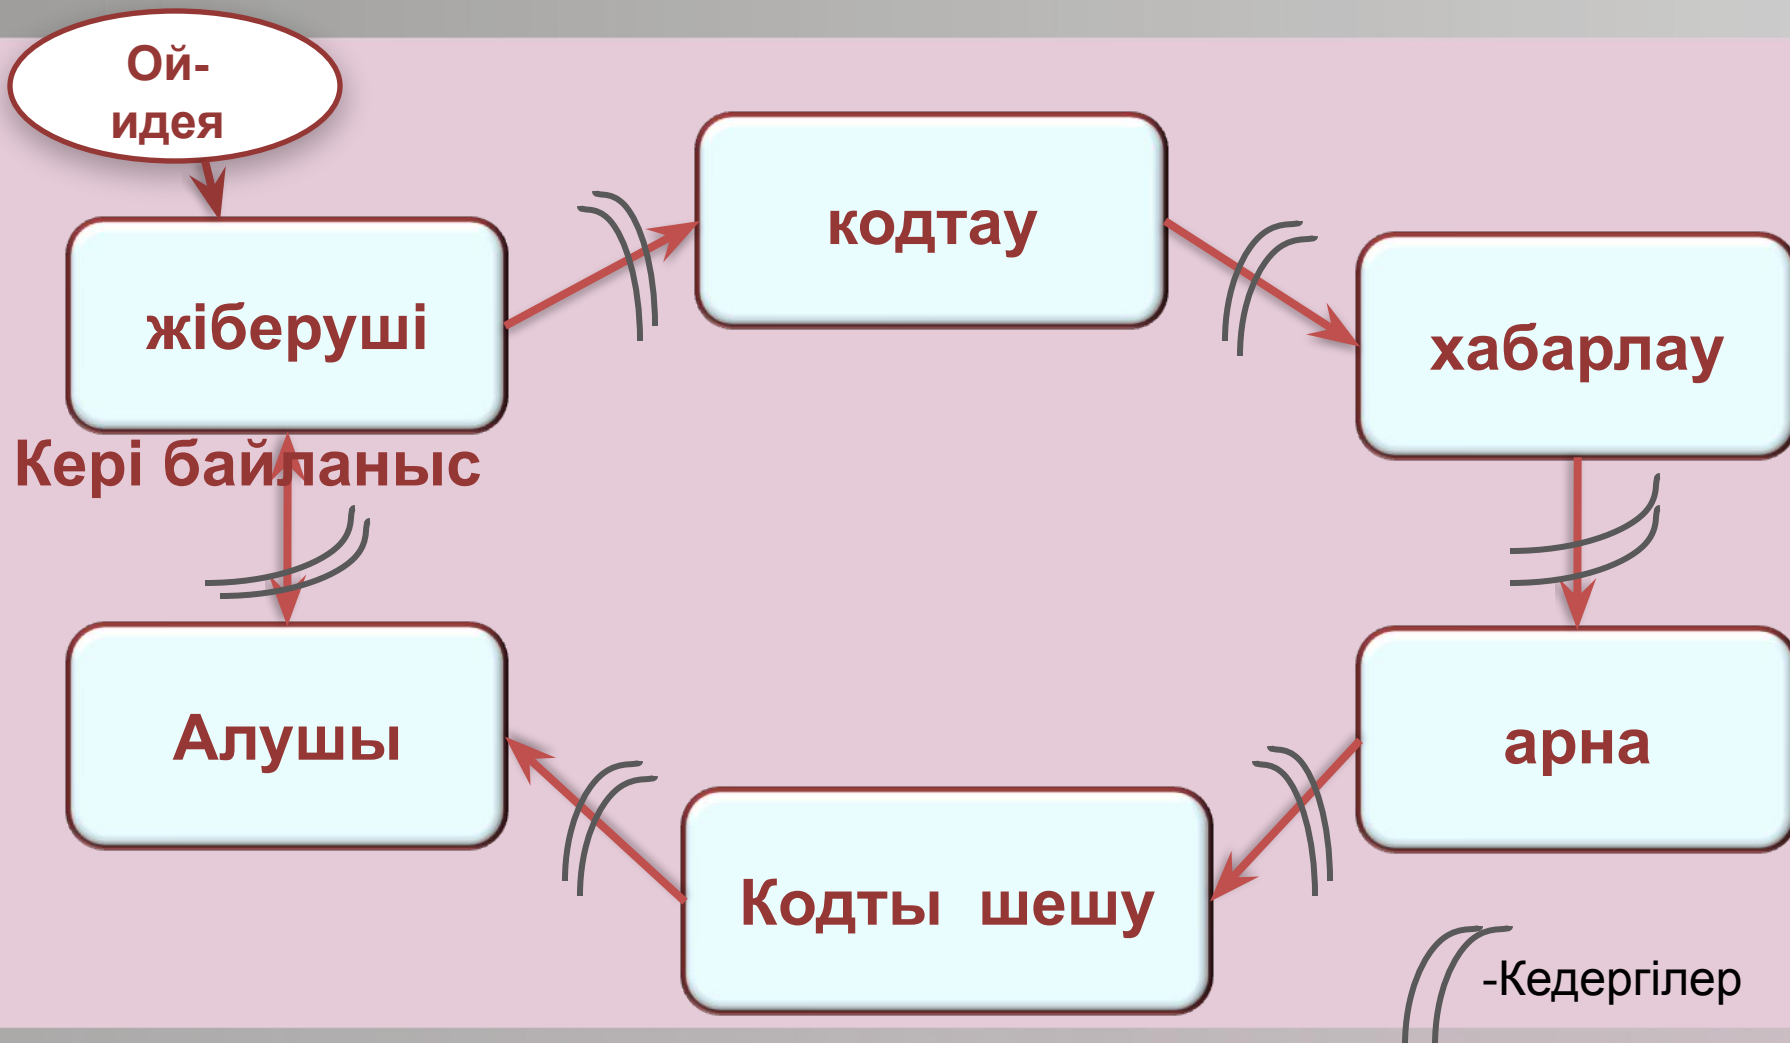 Ой-
идея
кодтау
жіберуші
хабарлау
Кері байланыс
Алушы
арна
Кодты шешу
-Кедергілер